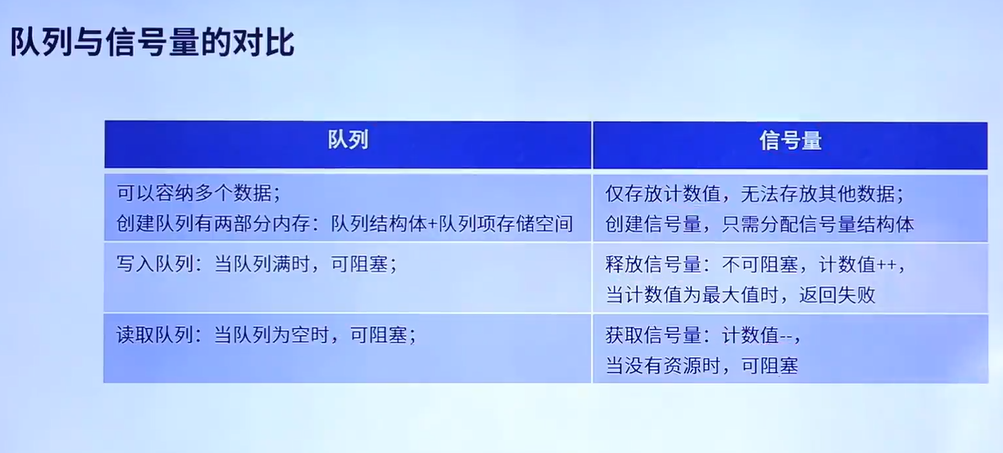 队列与信号量的对比
队列
信号量
可以容纳多个数据；
创建队列有两部分内存：队列结构体+队列项存储空间
仅存放计数值，无法存放其他数据；
创建信号量，只需分配信号量结构体
写入队列：当队列满时，可阻塞；
释放信号量：不可阻塞，计数值++，
当计数值为最大值时，返回失败
读取队列：当队列为空时，可阻塞；
获取信号量：计数值--，
当没有资源时，可阻塞